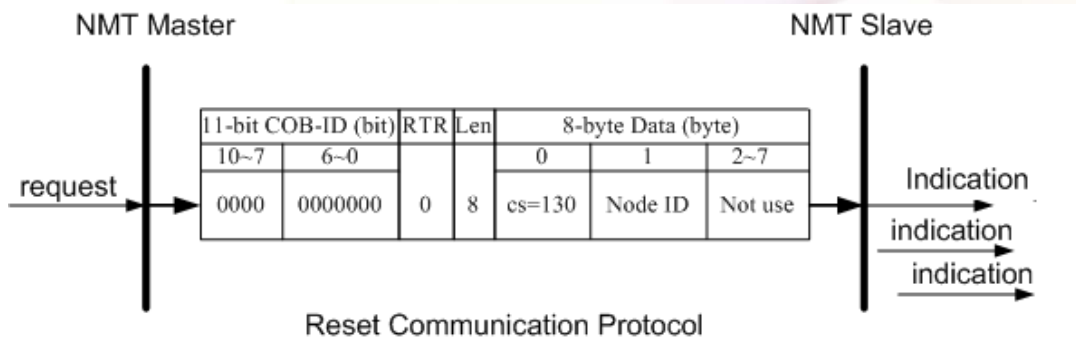 NMT Master NMT Slave
11-bit COB-ID (bit) RTR Len 8-byte Data (byte)
10~7 6~0 0 1 2~7
request 0000 0000000 0 8 cs=130 Node ID Not use Indication
indication
indication
Reset Communication Protocol